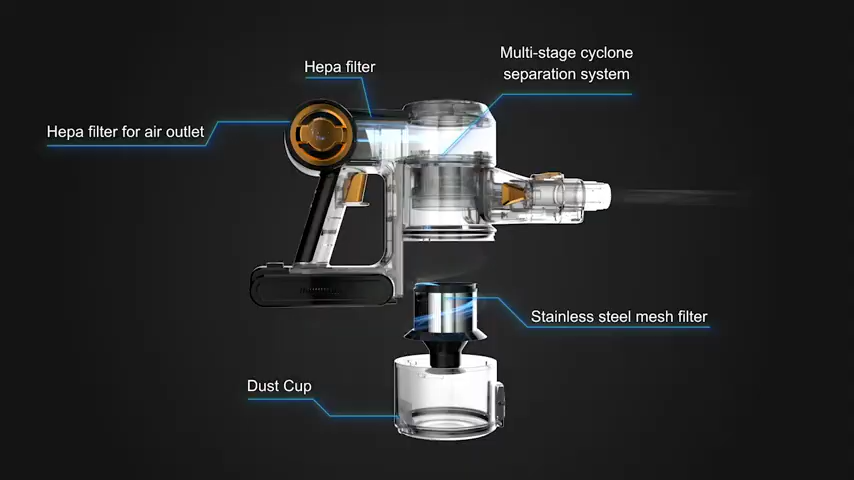 Multi-stage cyclone
separation system
Hepa filter
Hepa filter for air outlet
Stainless steel mesh filter
Dust Cup